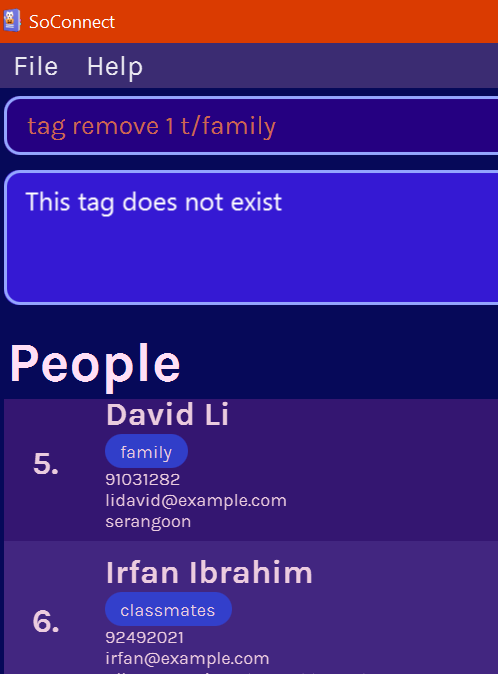 SoConnect
File Help
tag remove 1 t/family
This tag does not exist
People
David Li
family
5.
91031282
lidavid@example.com
serangoon
Irfan Ibrahim
classmates
6.
92492021
irfan@example.com